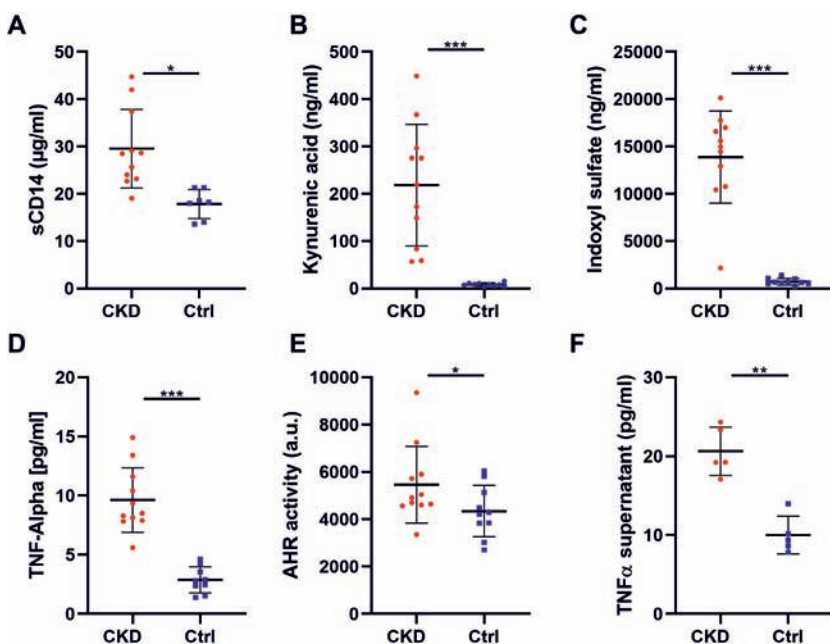 A
sCD14 (µg/ml)
50
40
30
20
10
0
*
CKD
Ctrl
B
Kynurenic acid (ng/ml)
500
400
300
200
100
0
***
CKD
Ctrl
C
Indoxyl sulfate (ng/ml)
25000
20000
15000
10000
5000
0
***
CKD
Ctrl
D
TNF-Alpha [pg/ml]
20
15
10
5
0
***
CKD
Ctrl
E
AHR activity (a.u.)
10000
8000
6000
4000
2000
0
*
CKD
Ctrl
F
TNFα supernatant (pg/ml)
30
20
10
0
**
CKD
Ctrl